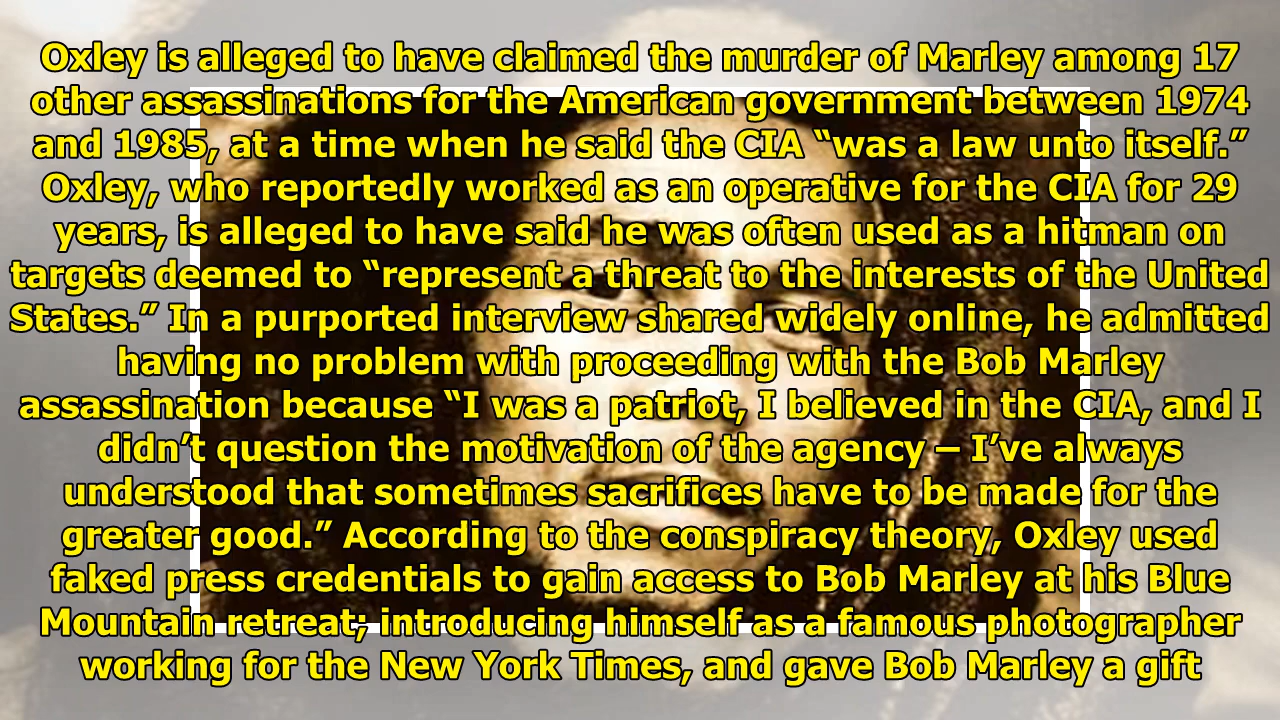 Oxley is alleged to have claimed the murder of Marley among 17
other assassinations for the American government between 1974
and 1985, at a time when he said the CIA “was a law unto itself.”
Oxley, who reportedly worked as an operative for the CIA for 29
years, is alleged to have said he was often used as a hitman on
targets deemed to “represent a threat to the interests of the United
States.” In a purported interview shared widely online, he admitted
having no problem with proceeding with the Bob Marley
assassination because “I was a patriot, I believed in the CIA, and I
didn’t question the motivation of the agency – I’ve always
understood that sometimes sacrifices have to be made for the
greater good.” According to the conspiracy theory, Oxley used
faked press credentials to gain access to Bob Marley at his Blue
Mountain retreat; introducing himself as a famous photographer
working for the New York Times, and gave Bob Marley a gift